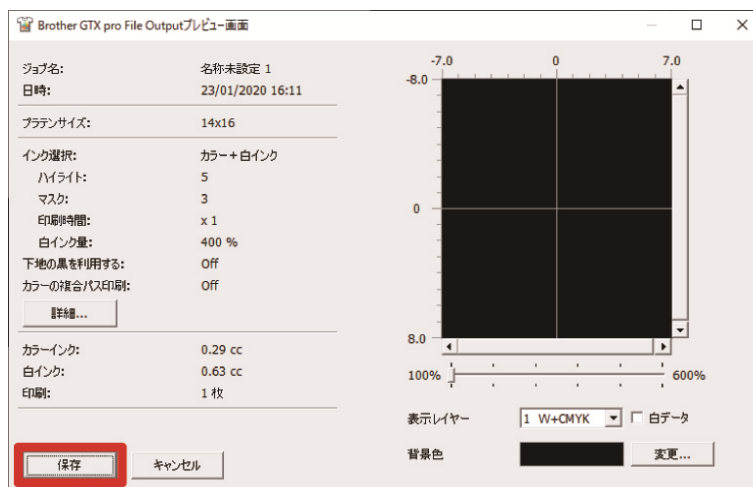 Brother GTX pro File Outputプレビュー画面
ジョブ名: 名称未設定 1
日時: 23/01/2020 16:11
プラテンサイズ: 14x16
インク選択: カラー+白インク
ハイライト: 5
マスク: 3
印刷時間: x 1
白インク量: 400 %
下地の黒を利用する: Off
カラーの複合パス印刷: Off
詳細...
カラーインク: 0.29 cc
白インク: 0.63 cc
印刷: 1 枚
保存 キャンセル
-7.0 0 7.0
-8.0
0
8.0
100% 600%
表示レイヤー 1 W+CMYK 白データ
背景色 変更...